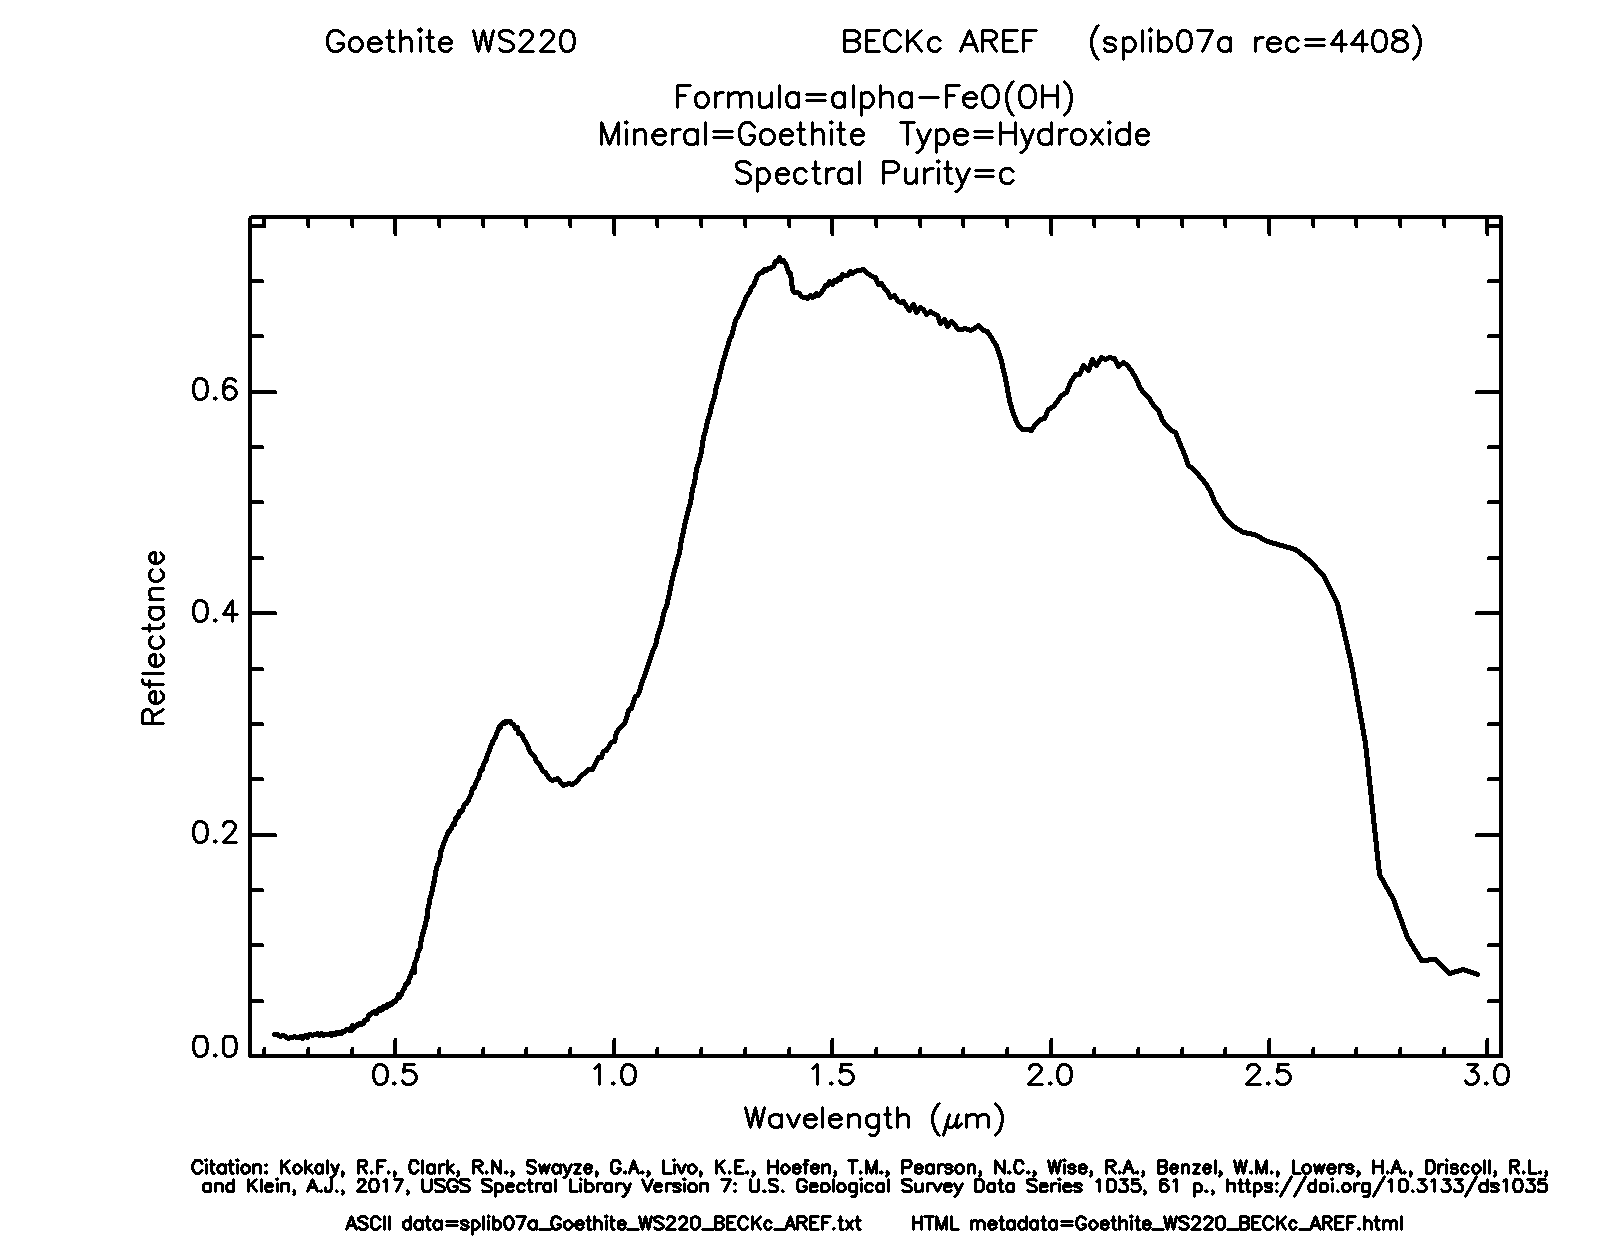 Goethite WS220 BECKc AREF (splib07a rec=4408)
Formula=alpha-FeO(OH)
Mineral=Goethite Type=Hydroxide
Spectral Purity=c
0.6
0.4
0.2
0.0
Reflectance
0.5 1.0 1.5 2.0 2.5 3.0
Wavelength (μm)
Citation: Kokaly, R.F., Clark, R.N., Swayze, G.A., Livo, K.E., Hoefen, T.M., Pearson, N.C., Wise, R.A., Benzel, W.M., Lowers, H.A., Driscoll, R.L.,
and Klein, A.J., 2017, USGS Spectral Library Version 7: U.S. Geological Survey Data Series 1035, 61 p., https://doi.org/10.3133/ds1035
ASCII data=splib07a_Goethite_WS220_BECKc_AREF.txt HTML metadata=Goethite_WS220_BECKc_AREF.html